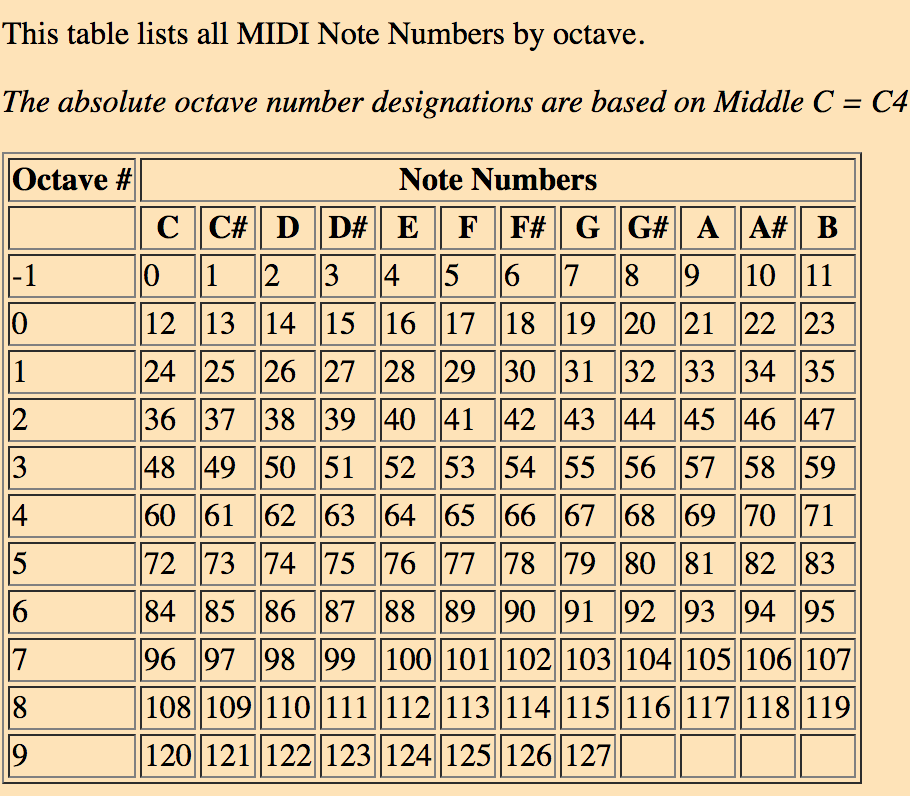 This table lists all MIDI Note Numbers by octave.
The absolute octave number designations are based on Middle C = C4
Octave # Note Numbers
C C# D D# E F F# G G# A A# B
-1 0 1 2 3 4 5 6 7 8 9 10 11
0 12 13 14 15 16 17 18 19 20 21 22 23
1 24 25 26 27 28 29 30 31 32 33 34 35
2 36 37 38 39 40 41 42 43 44 45 46 47
3 48 49 50 51 52 53 54 55 56 57 58 59
4 60 61 62 63 64 65 66 67 68 69 70 71
5 72 73 74 75 76 77 78 79 80 81 82 83
6 84 85 86 87 88 89 90 91 92 93 94 95
7 96 97 98 99 100 101 102 103 104 105 106 107
8 108 109 110 111 112 113 114 115 116 117 118 119
9 120 121 122 123 124 125 126 127